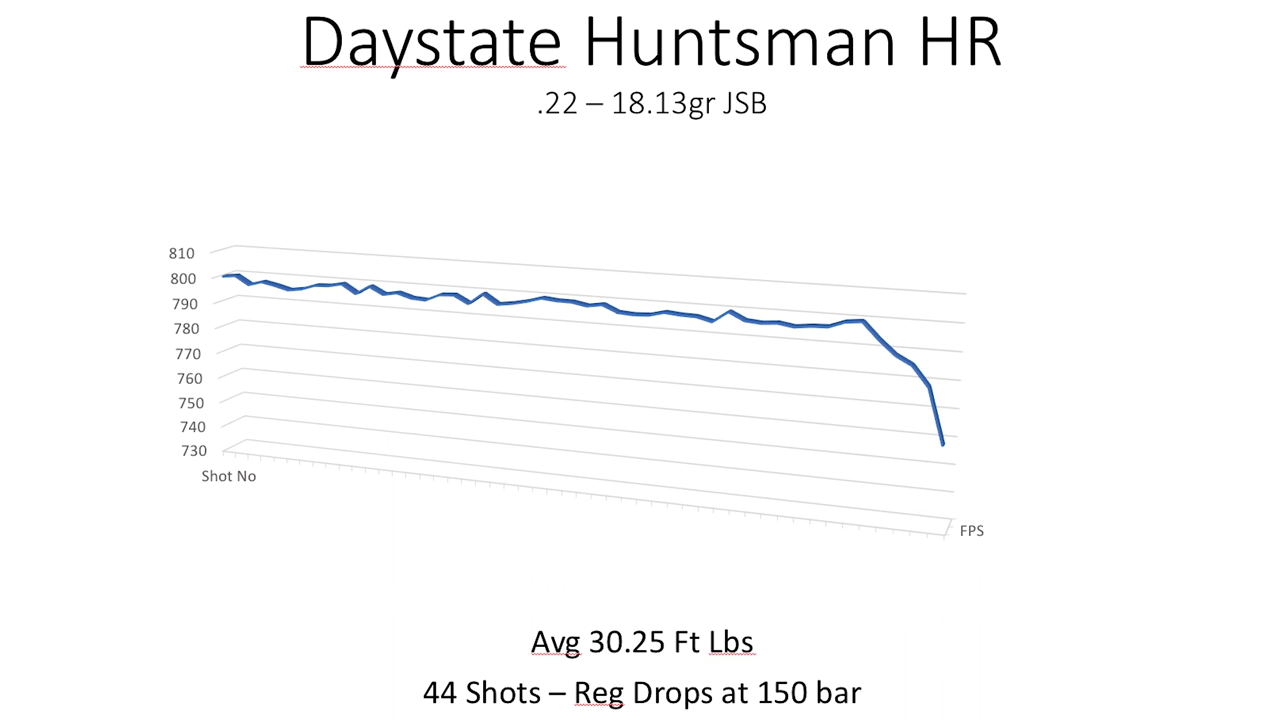 Daystate Huntsman HR
.22 – 18.13gr JSB
810
800
790
780
770
760
750
740
730
Shot No
FPS
Avg 30.25 Ft Lbs
44 Shots – Reg Drops at 150 bar